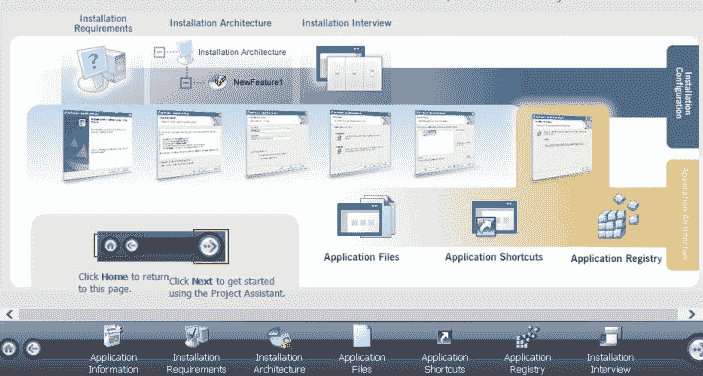 Installation
Requirements
Installation Architecture
Installation Interview
Installation Architecture
NewFeature1
Installation
Configuration
Application Files
Application Shortcuts
Application Registry
Click Home to return
to this page.
Click Next to get started
using the Project Assistant.
Application
Information
Installation
Requirements
Installation
Architecture
Application
Files
Application
Shortcuts
Application
Registry
Installation
Interview